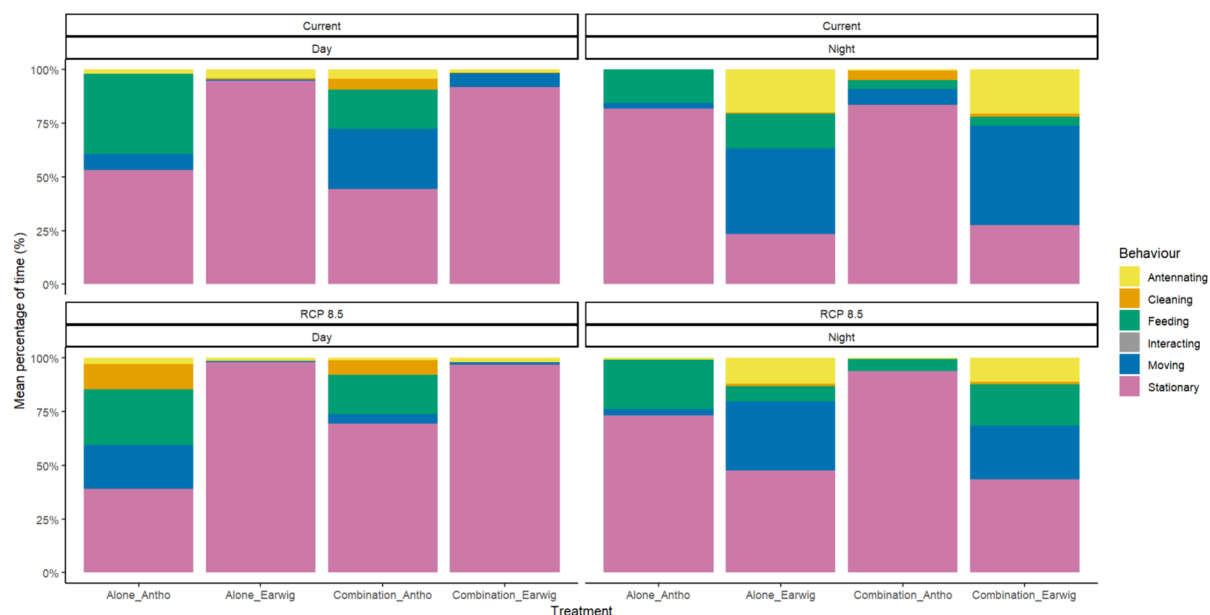 Current
Current
Day
Night
100%
75%
50%
25%
0%
Mean percentage of time (%)
RCP 8.5
RCP 8.5
Day
Night
100%
75%
50%
25%
0%
Alone_Antho
Alone_Earwig
Combination_Antho
Combination_Earwig
Alone_Antho
Alone_Earwig
Combination_Antho
Combination_Earwig
Treatment
Behaviour
Antennating
Cleaning
Feeding
Interacting
Moving
Stationary